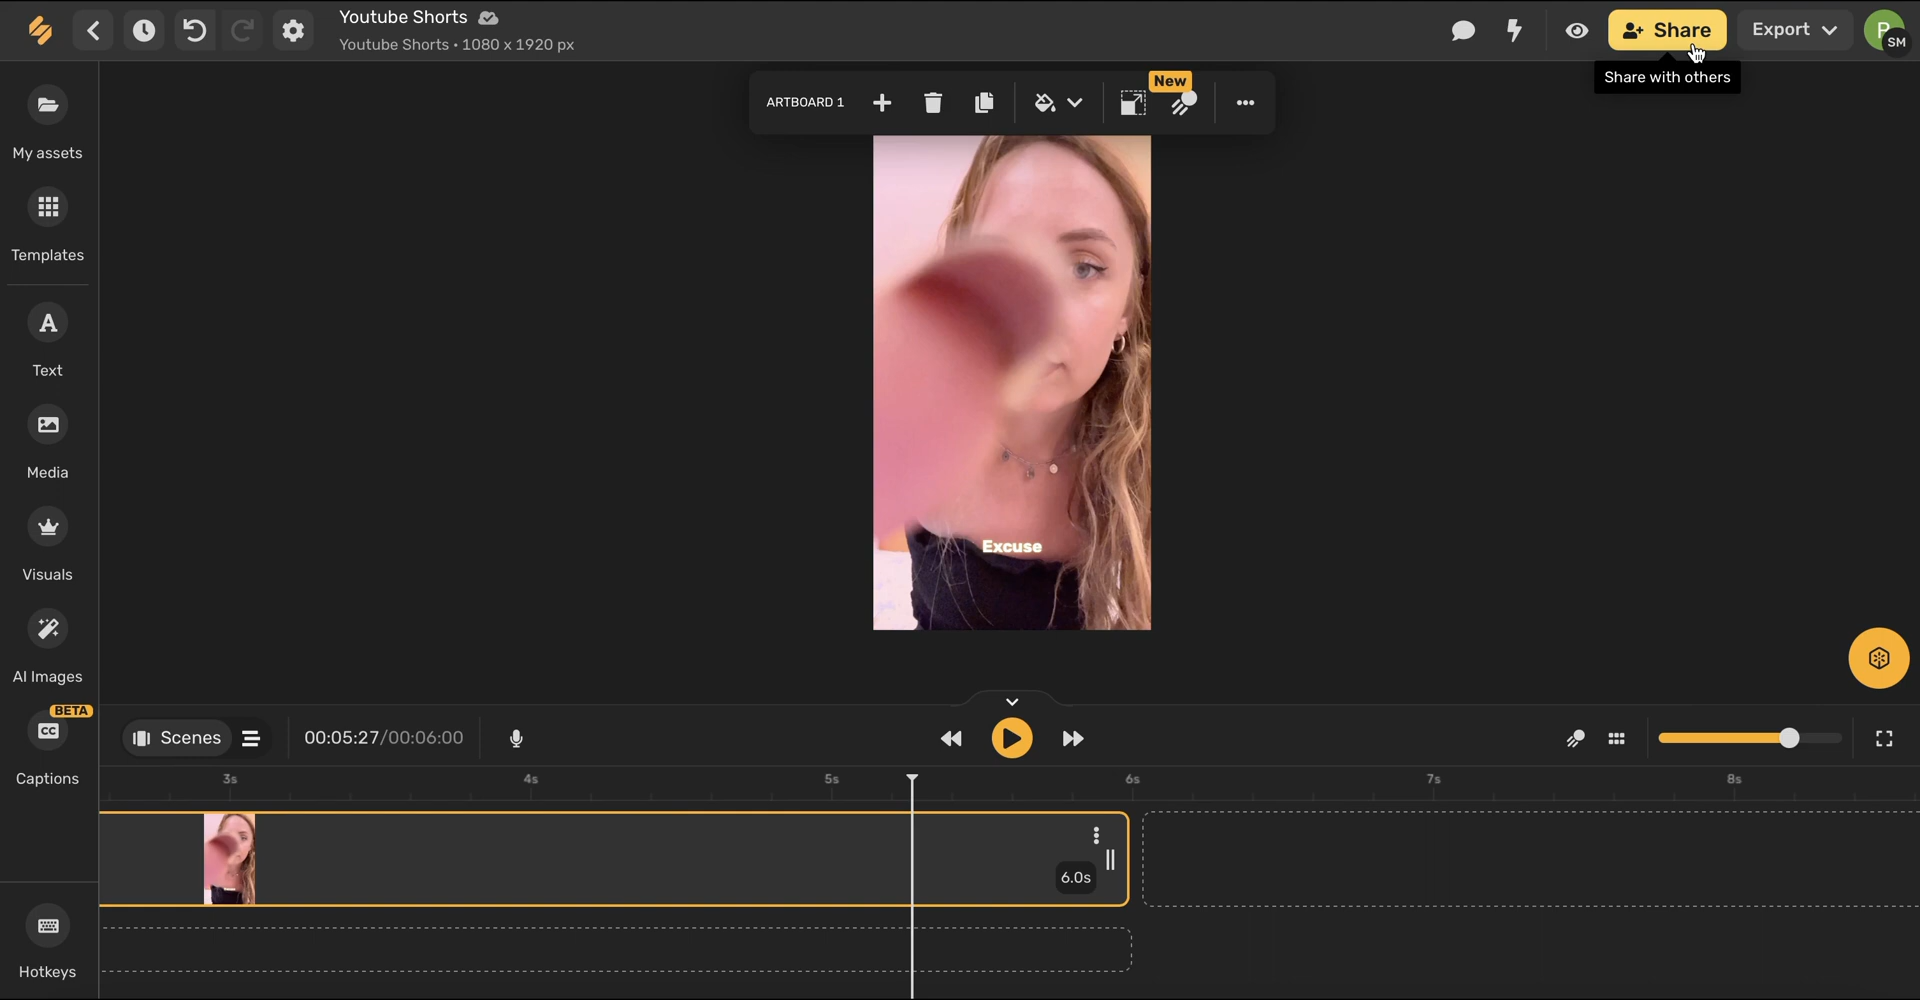 Youtube Shorts
Youtube Shorts • 1080 x 1920 px
Share
Export
P
SM
Share with others
New
ARTBOARD 1
My assets
Templates
A
Text
Media
Visuals
AI Images
BETA
CC
Captions
Hotkeys
Excuse
Scenes
00:05:27/00:06:00
3s
4s
5s
6s
7s
8s
6.0s